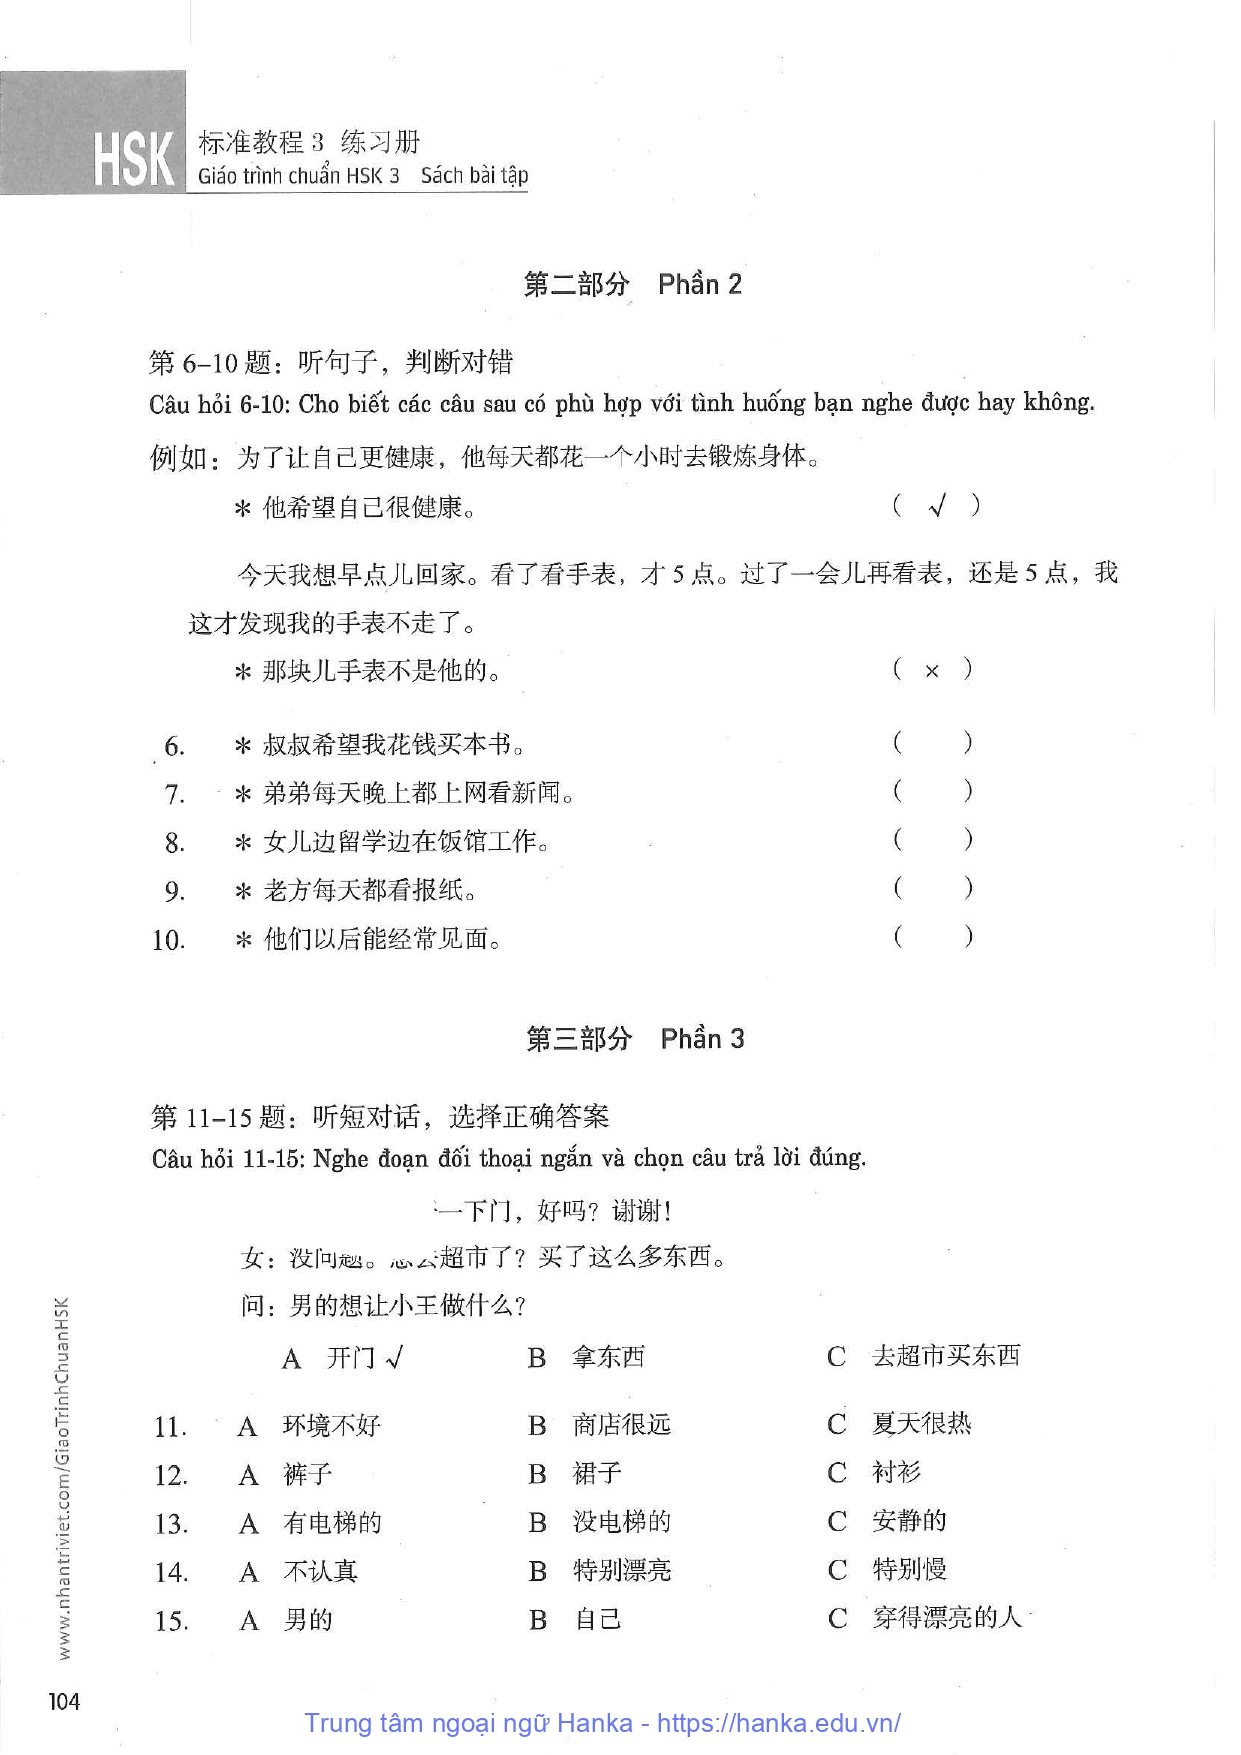 HSK
标准教程 3 练习册
Giáo trình chuẩn HSK 3 Sách bài tập
第二部分 Phần 2
第 6–10 题：听句子，判断对错
Câu hỏi 6-10: Cho biết các câu sau có phù hợp với tình huống bạn nghe được hay không.
例如：为了让自己更健康，他每天都花一个小时去锻炼身体。
＊ 他希望自己很健康。 （ √ ）
今天我想早点儿回家。看了看手表，才 5 点。过了一会儿再看表，还是 5 点，我
这才发现我的手表不走了。
＊ 那块儿手表不是他的。 （ × ）
6. ＊ 叔叔希望我花钱买本书。 （ ）
7. ＊ 弟弟每天晚上都上网看新闻。 （ ）
8. ＊ 女儿边留学边在饭馆工作。 （ ）
9. ＊ 老方每天都看报纸。 （ ）
10. ＊ 他们以后能经常见面。 （ ）
第三部分 Phần 3
第 11–15 题：听短对话，选择正确答案
Câu hỏi 11-15: Nghe đoạn đối thoại ngắn và chọn câu trả lời đúng.
一下门，好吗？谢谢！
女：没问题。 超市了？买了这么多东西。
问：男的想让小王做什么？
A 开门 √ B 拿东西 C 去超市买东西
11. A 环境不好 B 商店很远 C 夏天很热
12. A 裤子 B 裙子 C 衬衫
13. A 有电梯的 B 没电梯的 C 安静的
14. A 不认真 B 特别漂亮 C 特别慢
15. A 男的 B 自己 C 穿得漂亮的人
www.nhantriviet.com/GiaoTrinhChuanHSK
104
Trung tâm ngoại ngữ Hanka - https://hanka.edu.vn/